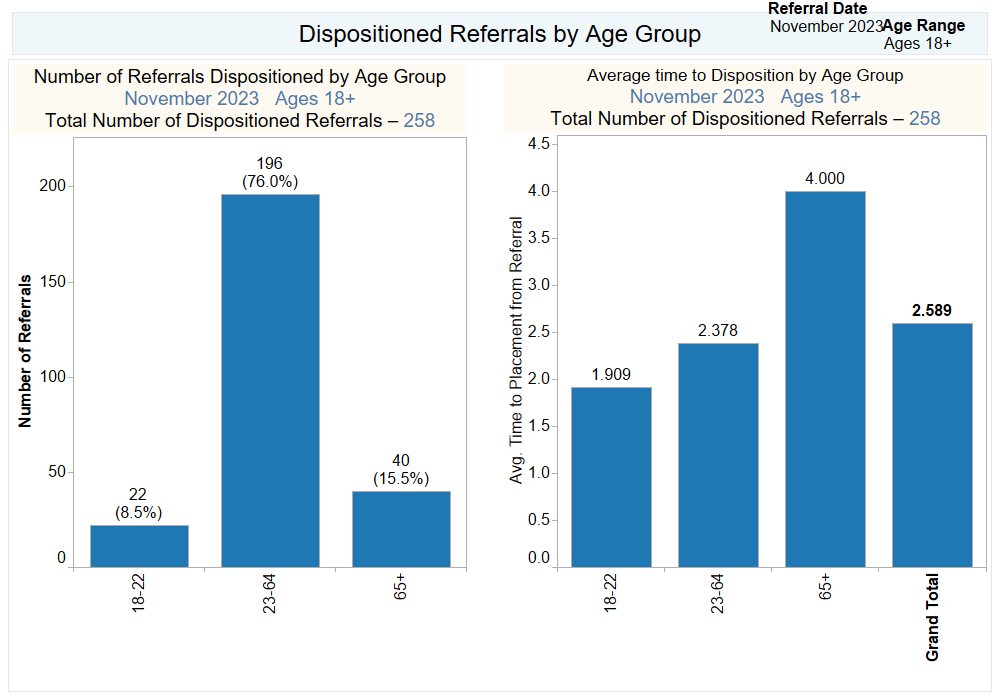 Referral Date
November 2023
Age Range
Ages 18+
Dispositioned Referrals by Age Group
Number of Referrals Dispositioned by Age Group
November 2023 Ages 18+
Total Number of Dispositioned Referrals – 258
Number of Referrals
200
150
100
50
0
22
(8.5%)
196
(76.0%)
40
(15.5%)
18-22
23-64
65+
Average time to Disposition by Age Group
November 2023 Ages 18+
Total Number of Dispositioned Referrals – 258
Avg. Time to Placement from Referral
4.5
4.0
3.5
3.0
2.5
2.0
1.5
1.0
0.5
0.0
1.909
2.378
4.000
2.589
18-22
23-64
65+
Grand Total